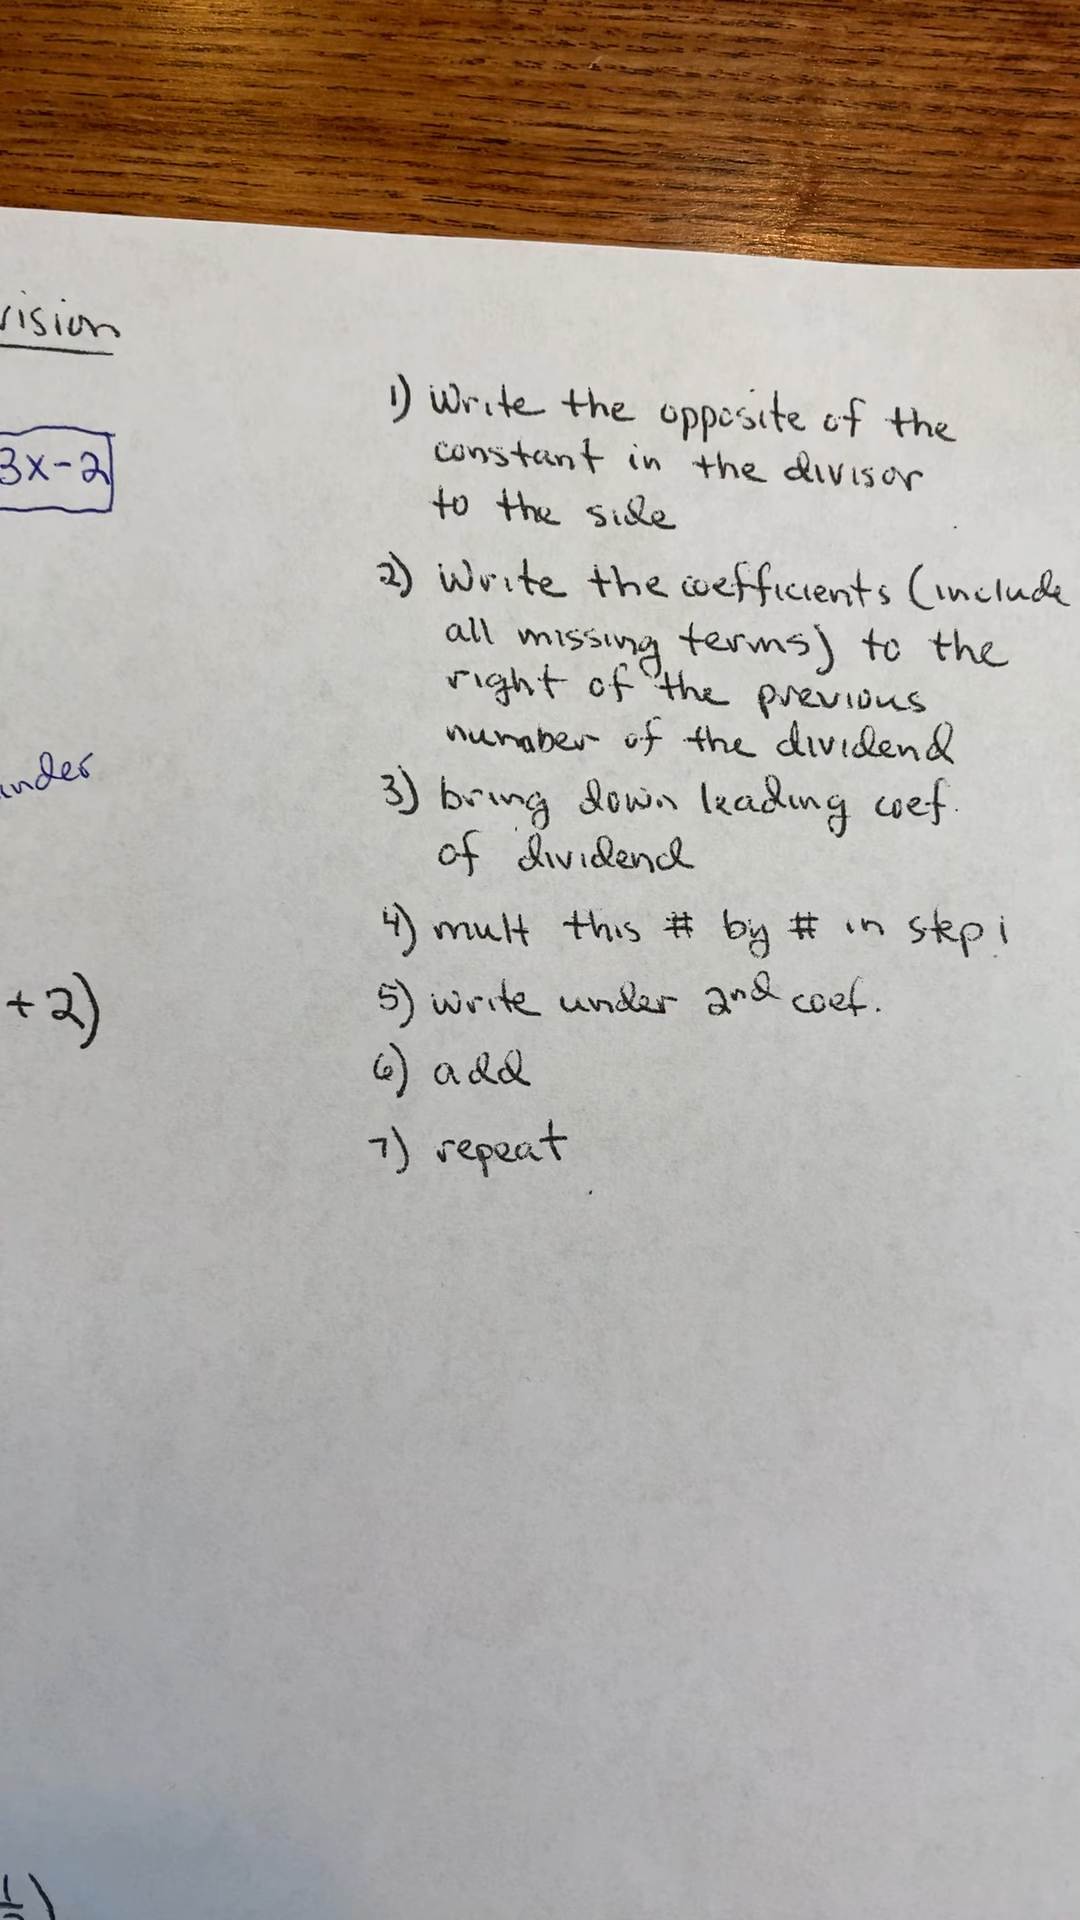 vision
3x-2
1) Write the opposite of the
constant in the divisor
to the side
2) Write the coefficients (include
all missing terms) to the
right of the previous
number of the dividend
inder
3) bring down leading coef.
of dividend
4) mult this # by # in step 1
+2)
5) write under 2nd coef.
6) add
7) repeat